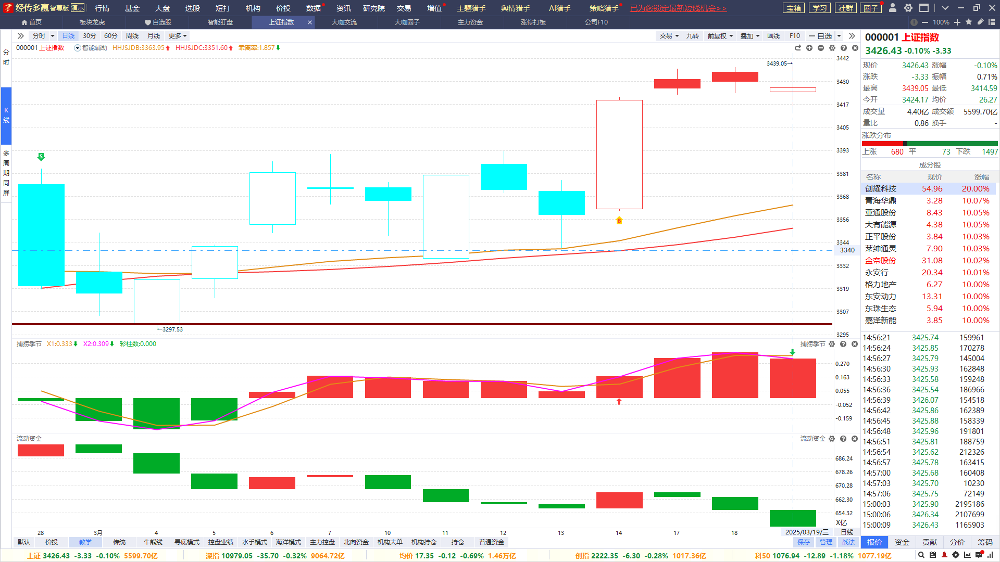 经传多赢 智尊版 演示 行情 基金 大盘 选股 短打 机构 价投 数据 资讯 研究院 交易 增值 主题猎手 舆情猎手 AI猎手 策略猎手 已为您锁定最新短线机会>> 宝箱 学习 社群 圈子
首页 板块龙虎 自选股 智能盯盘 上证指数 × 大咖交流 大咖圈子 主力资金 涨停打板 公司F10 100%
分时 日线 30分 60分 周线 月线 更多 交易 九转 前复权 叠加 画线 F10 自选
000001 上证指数 智能辅助 HHJSJDB:3363.95 HHJSJDC:3351.60 乖离率:1.857
分时
K线
多周期同屏
3439.05→
S
B
←3297.53
3442
3430
3417
3405
3393
3381
3368
3356
3344
3340
3332
3319
3307
3295
捕捞季节 X1:0.333 X2:0.309 彩柱数:0.000 捕捞季节
0.270
0.163
0.055
-0.052
-0.159
流动资金 流动资金
686.24
678.26
670.28
662.30
654.32
X亿
28 3月 4 5 6 7 10 11 12 13 14 17 18 2025/03/19/三 日线
默认 价投 教学 传统 牛能线 寻底模式 控盘业绩 水手模式 海洋模式 主力控盘 北向资金 机构大单 机构持仓 持仓 普通资金 保存 管理 战法
000001 上证指数
3426.43 -0.10% -3.33
现价 3426.43 涨幅 -0.10%
涨跌 -3.33 振幅 0.71%
最高 3439.05 最低 3414.59
今开 3424.17 均价 26.27
成交量 4.40亿 成交额 5599.70亿
量比 0.86 换手 -
涨跌分布
上涨 680 平 73 下跌 1497
成分股
名称 现价 涨幅
创耀科技 54.96 20.00%
青海华鼎 3.28 10.07%
亚通股份 8.43 10.05%
大有能源 4.38 10.05%
正平股份 3.84 10.03%
莱绅通灵 7.90 10.03%
金帝股份 31.08 10.02%
永安行 20.34 10.01%
格力地产 6.27 10.00%
东安动力 13.31 10.00%
东珠生态 5.94 10.00%
嘉泽新能 3.85 10.00%
14:56:21 3425.74 159961
14:56:24 3425.85 170278
14:56:27 3425.79 145004
14:56:30 3425.93 162848
14:56:33 3425.58 159248
14:56:36 3425.54 186966
14:56:39 3426.07 154518
14:56:42 3425.86 162389
14:56:45 3425.88 158339
14:56:48 3425.96 191801
14:56:51 3425.81 188759
14:56:54 3425.62 212326
14:56:57 3425.78 163415
14:57:00 3425.68 160408
14:57:03 3425.70 10230
14:57:06 3425.75 72149
15:00:03 3425.90 2195186
15:00:06 3426.34 2107699
15:00:09 3426.43 1165903
报价 资金 贡献 分价 筹码
上证 3426.43 -3.33 -0.10% 5599.70亿 深指 10979.05 -35.70 -0.32% 9064.72亿 均价 17.35 -0.12 -0.69% 1.46万亿 创指 2222.35 -6.30 -0.28% 1017.36亿 科50 1076.94 -12.89 -1.18% 1077.19亿